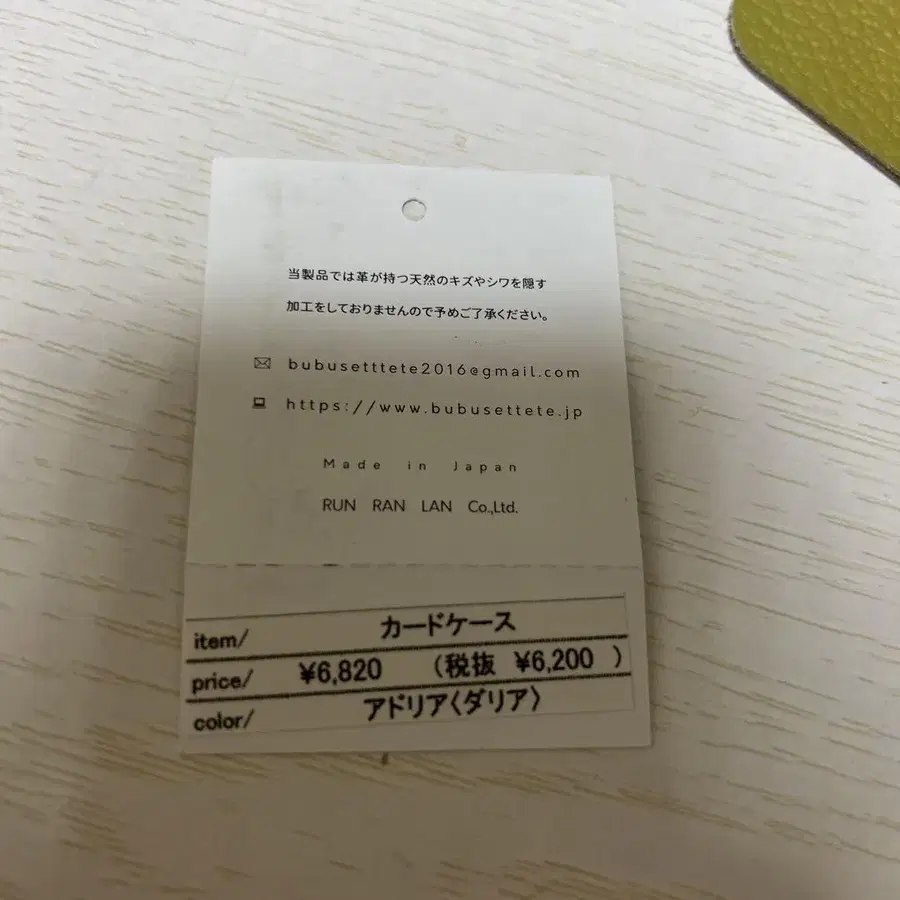 当製品では革が持つ天然のキズやシワを隠す
加工をしておりませんので予めご了承ください。
bubusetttete2016@gmail.com
https://www.bubusettete.jp
Made in Japan
RUN RAN LAN Co.,Ltd.
item/ カードケース
price/ ¥6,820 (税抜 ¥6,200 )
color/ アドリア〈ダリア〉